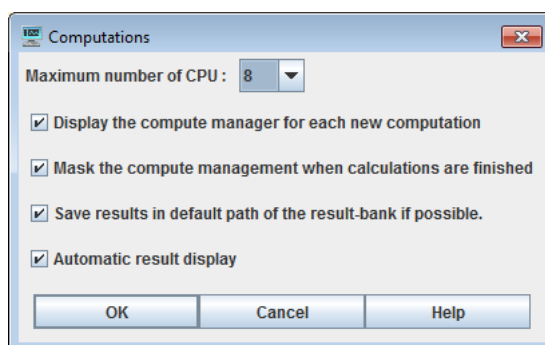 Computations
Maximum number of CPU : 8
Display the compute manager for each new computation
Mask the compute management when calculations are finished
Save results in default path of the result-bank if possible.
Automatic result display
OK Cancel Help